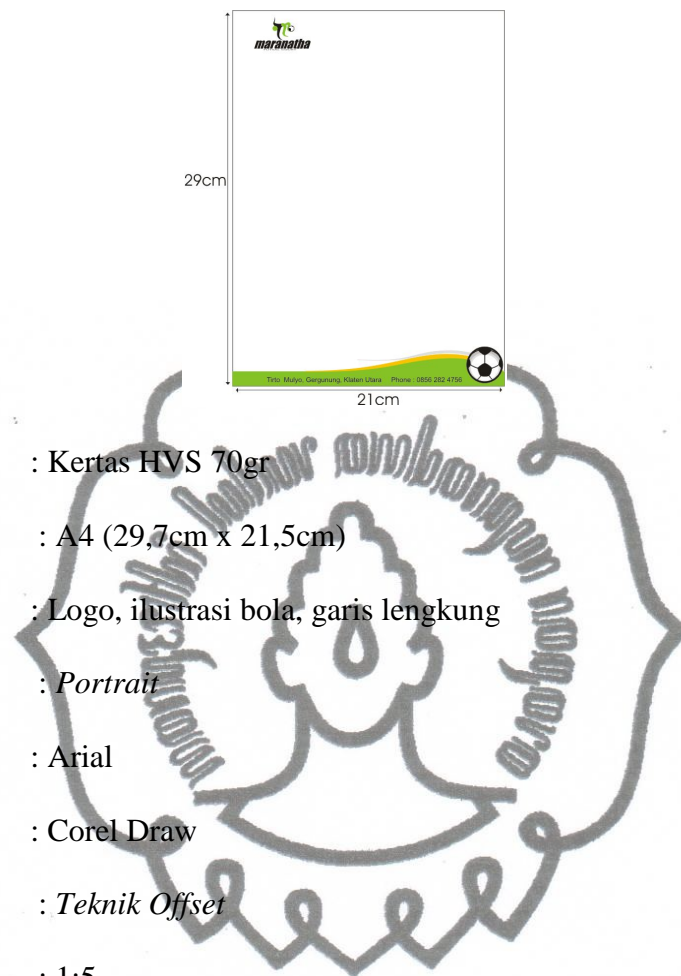 maranatha
29cm
Tirto Mulyo, Gergunung, Klaten Utara Phone : 0856 282 4756
21cm
: Kertas HVS 70gr
: A4 (29,7cm x 21,5cm)
: Logo, ilustrasi bola, garis lengkung
: Portrait
: Arial
: Corel Draw
: Teknik Offset
: 1:5